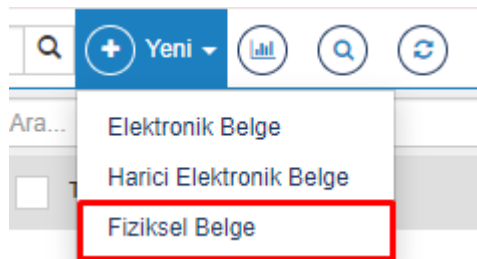 Yeni
Ara...
Elektronik Belge
Harici Elektronik Belge
Fiziksel Belge